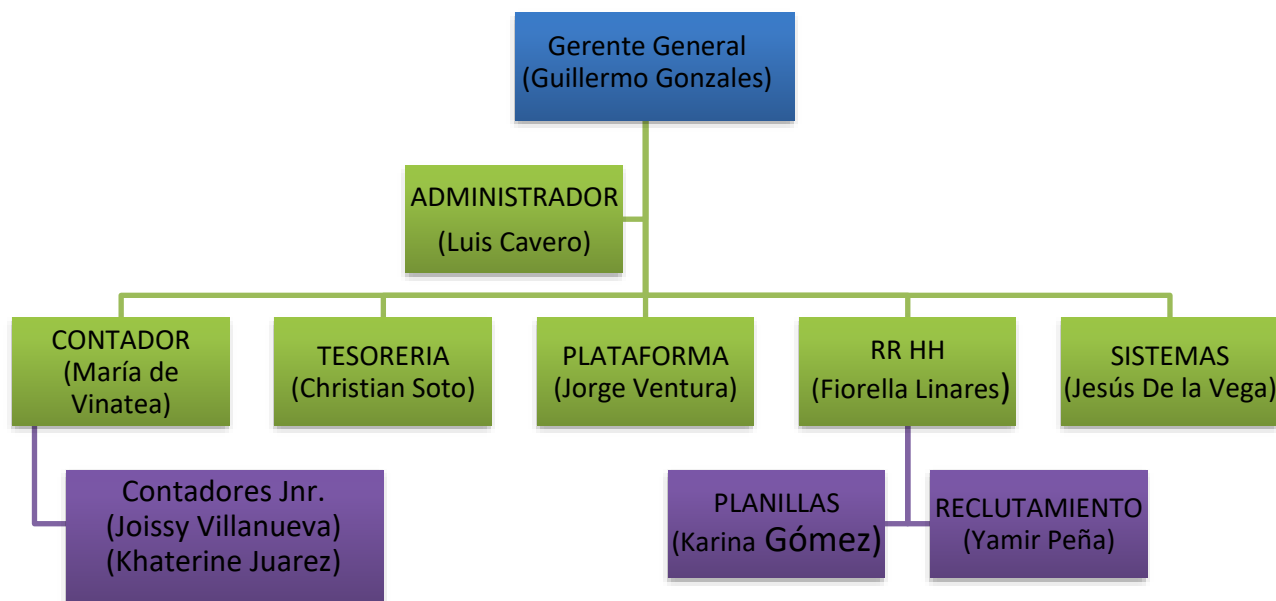 Gerente General
(Guillermo Gonzales)
ADMINISTRADOR
(Luis Cavero)
CONTADOR
(María de
Vinatea)
TESORERIA
(Christian Soto)
PLATAFORMA
(Jorge Ventura)
RR HH
(Fiorella Linares)
SISTEMAS
(Jesús De la Vega)
Contadores Jnr.
(Joissy Villanueva)
(Khaterine Juarez)
PLANILLAS
(Karina Gómez)
RECLUTAMIENTO
(Yamir Peña)